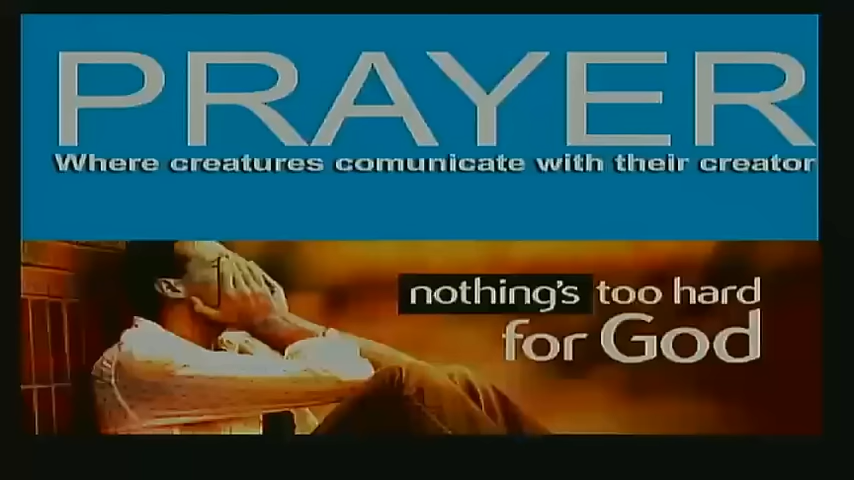 PRAYER
Where creatures comunicate with their creator
nothing's too hard
for God